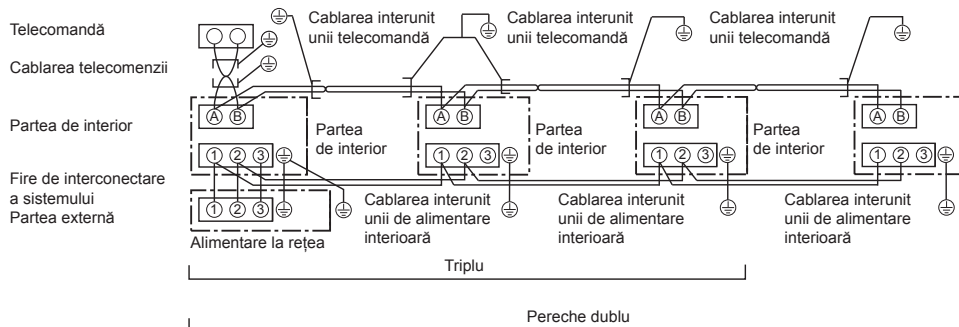 Telecomandă
Cablarea telecomenzii
Partea de interior
Fire de interconectare
a sistemului
Partea externă
Cablarea interunit
unii telecomandă
Cablarea interunit
unii telecomandă
Cablarea interunit
unii telecomandă
A B
A B
A B
A B
Partea
de interior
Partea
de interior
Partea
de interior
1 2 3
1 2 3
1 2 3
1 2 3
1 2 3
Alimentare la rețea
Cablarea interunit
unii de alimentare
interioară
Cablarea interunit
unii de alimentare
interioară
Cablarea interunit
unii de alimentare
interioară
Triplu
Pereche dublu